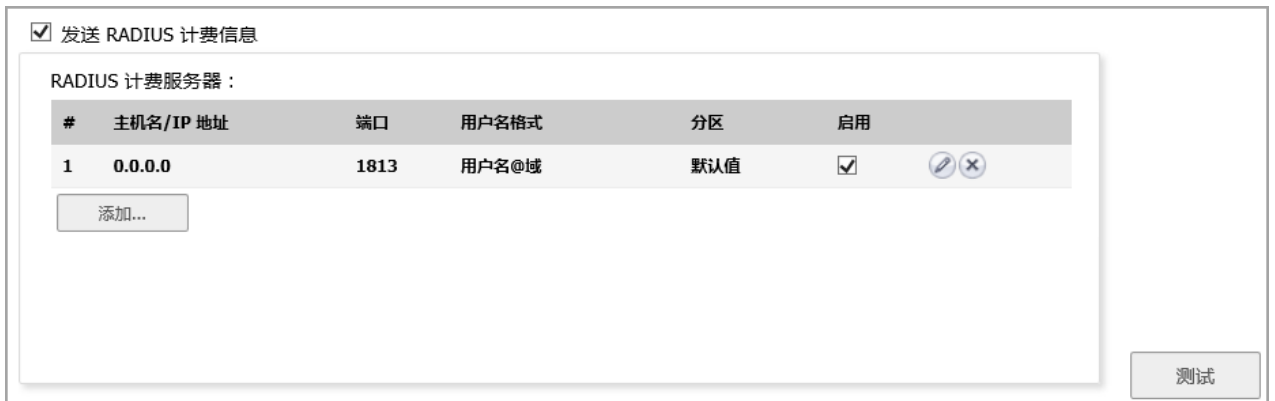 发送 RADIUS 计费信息
RADIUS 计费服务器：
# 主机名/IP 地址 端口 用户名格式 分区 启用
1 0.0.0.0 1813 用户名@域 默认值
添加...
测试